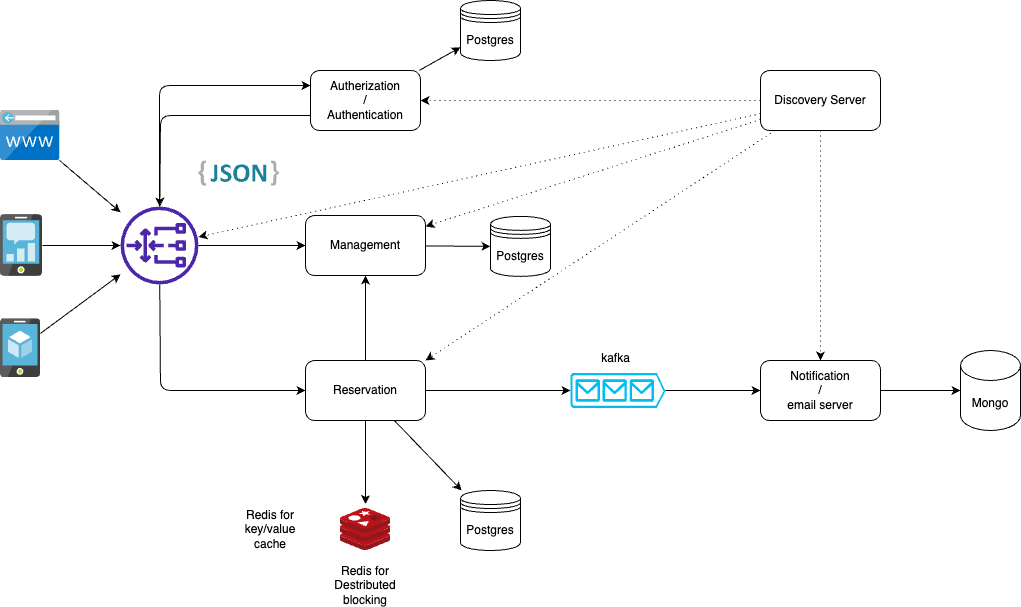 Postgres
Autherization
/
Authentication
Discovery Server
WWW
{JSON}
Management
Postgres
kafka
Reservation
Notification
/
email server
Mongo
Redis for
key/value
cache
Postgres
Redis for
Destributed
blocking